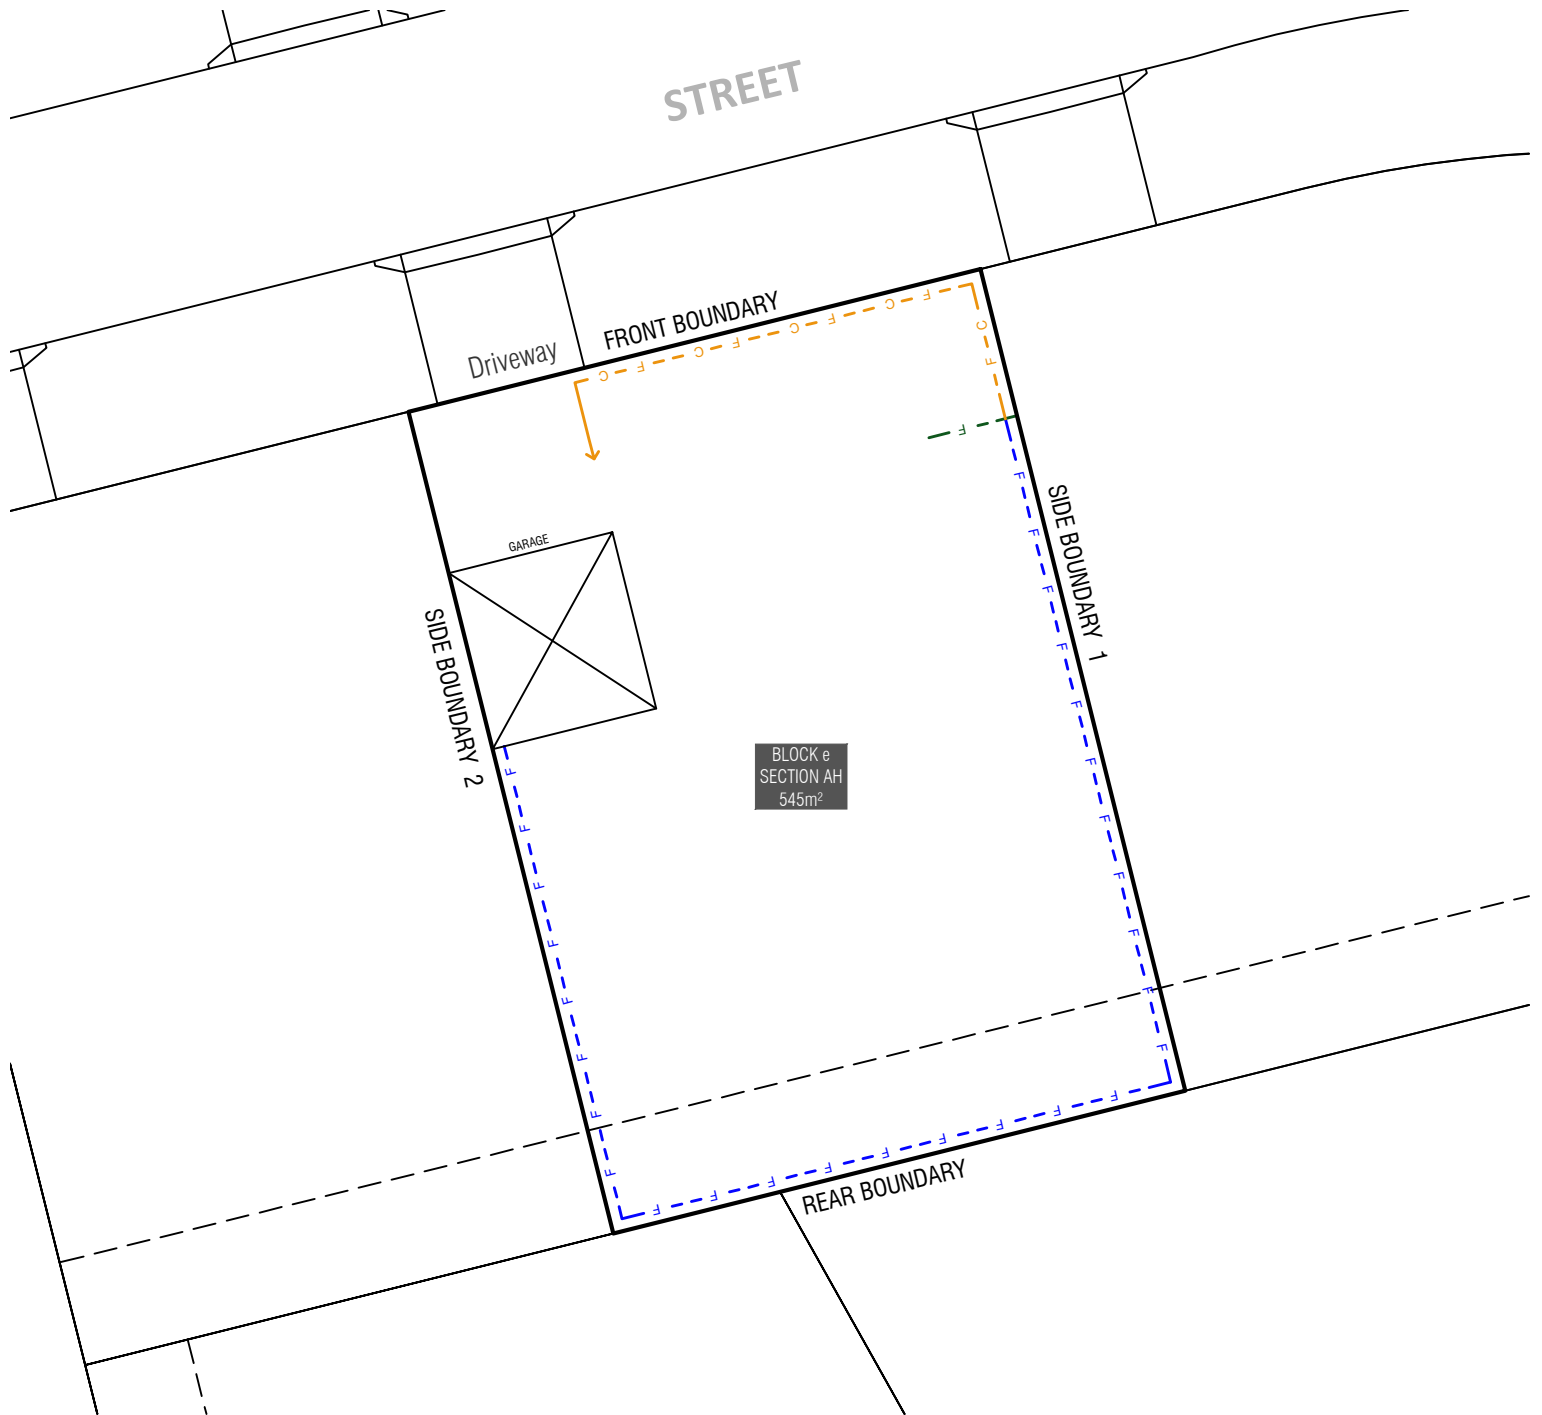 STREET
FRONT BOUNDARY
Driveway
C F C F C F C F
C F
F
GARAGE
SIDE BOUNDARY 1
SIDE BOUNDARY 2
BLOCK e
SECTION AH
545m²
F F F F F F F F F F F
F F F F F F F F
F F F F F F F F F
REAR BOUNDARY